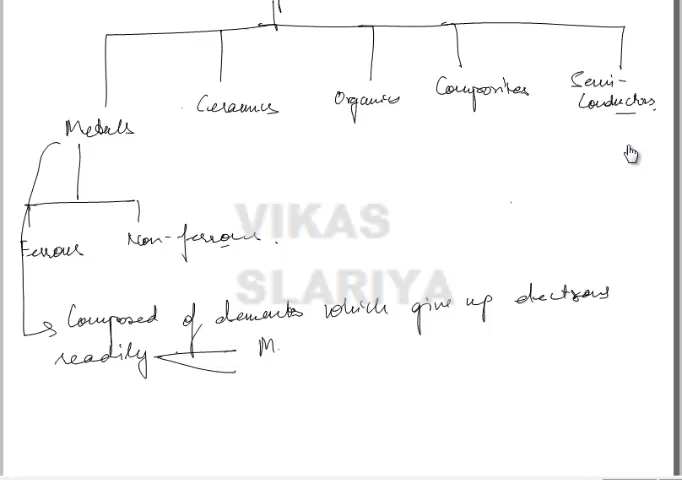 Metals
Ceramics
Organics
Composites
Semi-
Conductors.
Ferrous
Non-ferrous.
VIKAS
SLARIYA
Composed of elements which give up electrons
readily
M.